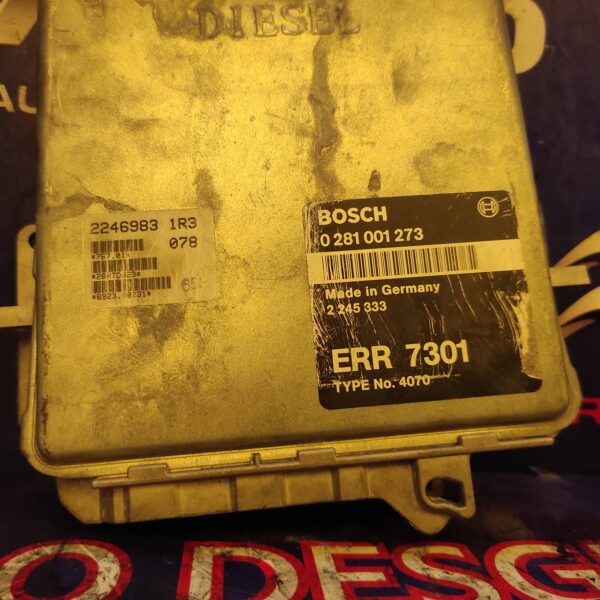 DIESEL
AU
2246983 1R3
078
BOSCH
0 281 001 273
Made in Germany
2 245 333
ERR 7301
TYPE No. 4070
O DESG